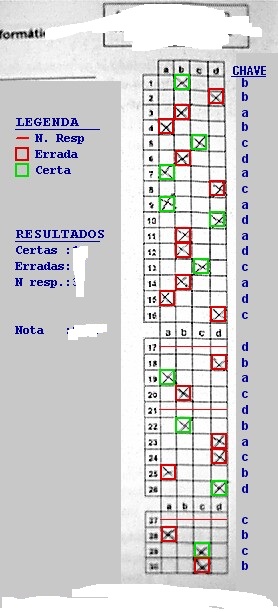 formáti
CHAVE
a b c d
1 b
2 b
3 a
4 b
5 c
6 d
7 a
8 c
9 a
10 d
11 a
12 d
13 c
14 a
15 d
16 c
a b c d
17 d
18 b
19 a
20 c
21 d
22 b
23 a
24 c
25 b
26 d
a b c d
27 c
28 b
29 c
30 b
LEGENDA
N. Resp
Errada
Certa
RESULTADOS
Certas :
Erradas:
N resp.:
Nota :